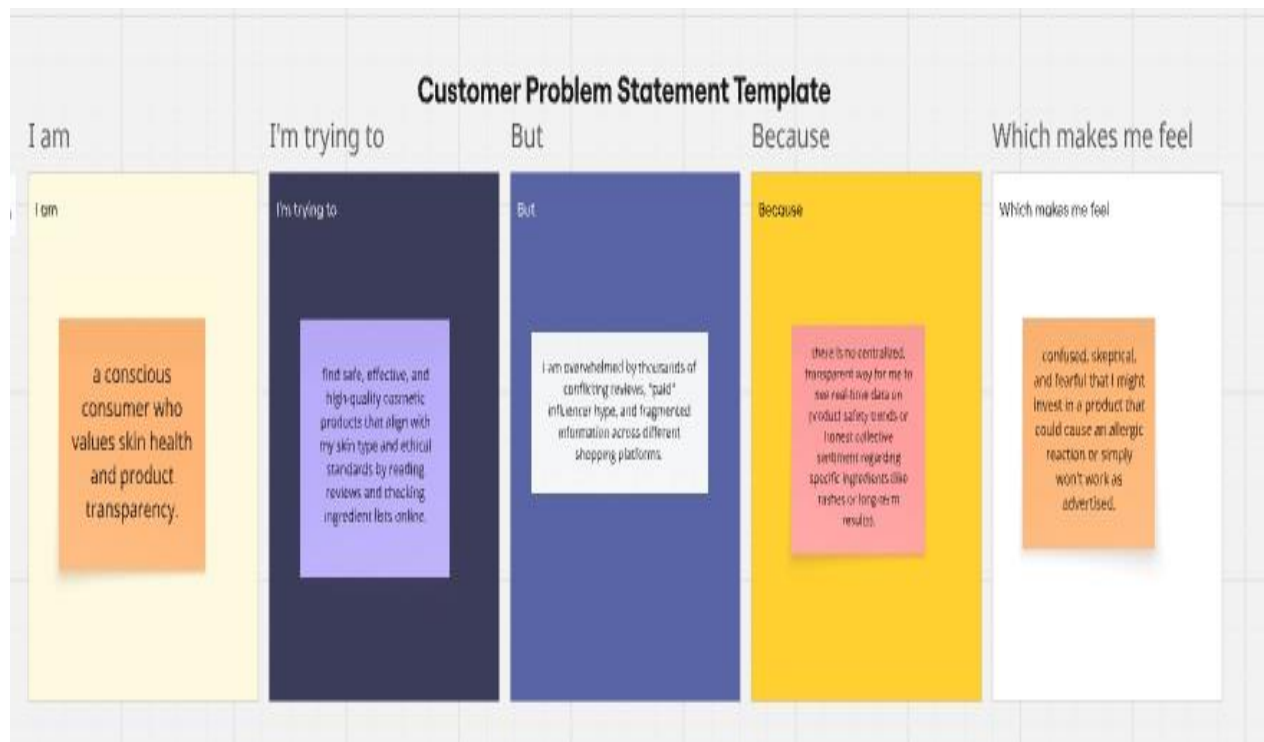 Customer Problem Statement Template
I am
I'm trying to
But
Because
Which makes me feel
I am
I'm trying to
But
Because
Which makes me feel
a conscious
consumer who
values skin health
and product
transparency.
find safe, effective, and
high-quality cosmetic
products that align with
my skin type and ethical
standards by reading
reviews and checking
ingredient lists online.
I am overwhelmed by thousands of
conflicting reviews, "paid"
influencer hype, and fragmented
information across different
shopping platforms.
there is no centralized,
transparent way for me to
see real-time data on
product safety trends or
honest collective
sentiment regarding
specific ingredients (like
rashes or long-term
results).
confused, skeptical,
and fearful that I might
invest in a product that
could cause an allergic
reaction or simply
won't work as
advertised.